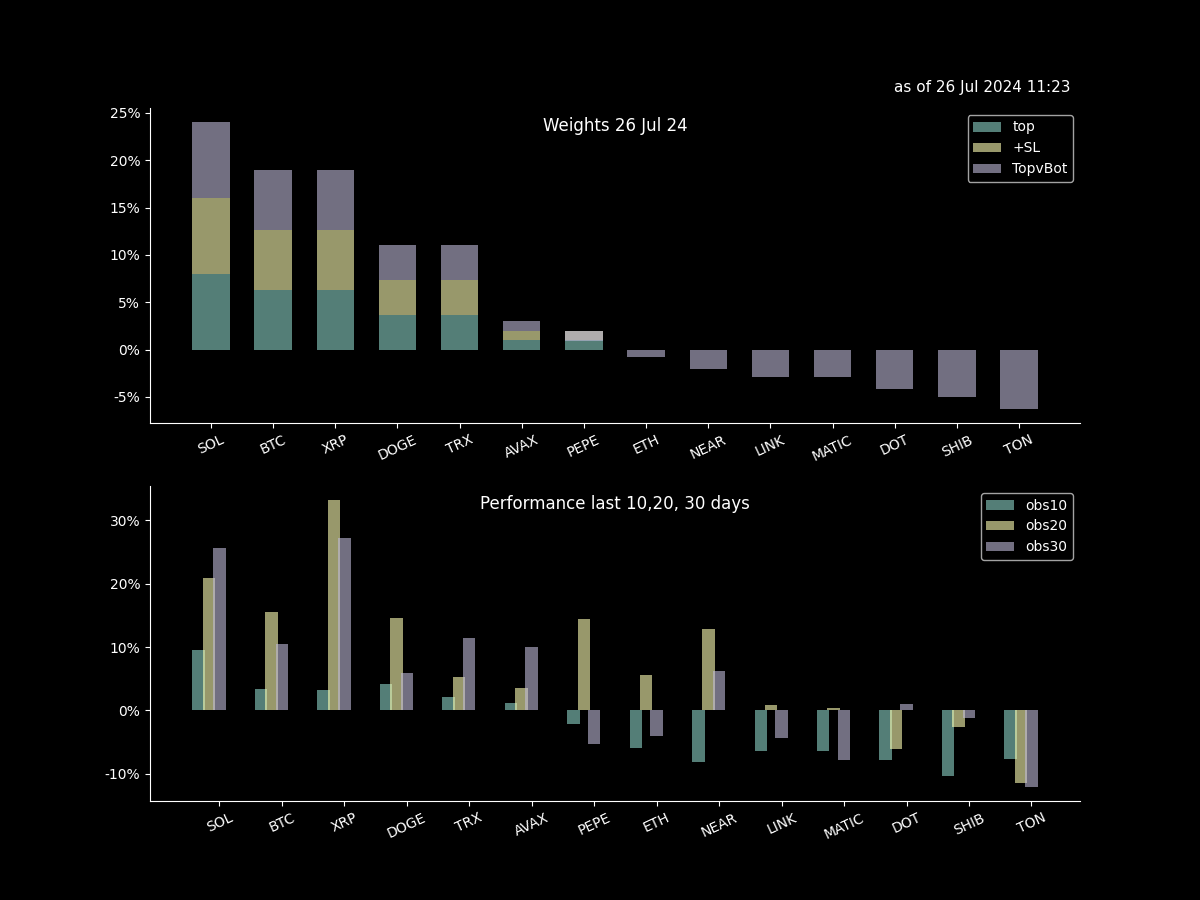 as of 26 Jul 2024 11:23
Weights 26 Jul 24
top
+SL
TopvBot
25%
20%
15%
10%
5%
0%
-5%
SOL BTC XRP DOGE TRX AVAX PEPE ETH NEAR LINK MATIC DOT SHIB TON
Performance last 10,20, 30 days
obs10
obs20
obs30
30%
20%
10%
0%
-10%
SOL BTC XRP DOGE TRX AVAX PEPE ETH NEAR LINK MATIC DOT SHIB TON